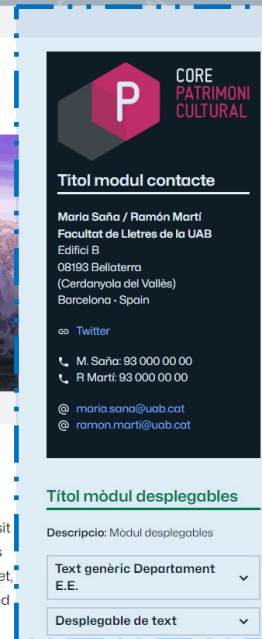 P
CORE
PATRIMONI
CULTURAL
Titol modul contacte
Maria Saña / Ramón Martí
Facultat de Lletres de la UAB
Edifici B
08193 Bellaterra
(Cerdanyola del Vallès)
Barcelona - Spain
Twitter
M. Saña: 93 000 00 00
R Martí: 93 000 00 00
@ maria.sana@uab.cat
@ ramon.marti@uab.cat
Títol mòdul desplegables
Descripcio: Mòdul desplegables
Text genèric Departament
E.E.
Desplegable de text